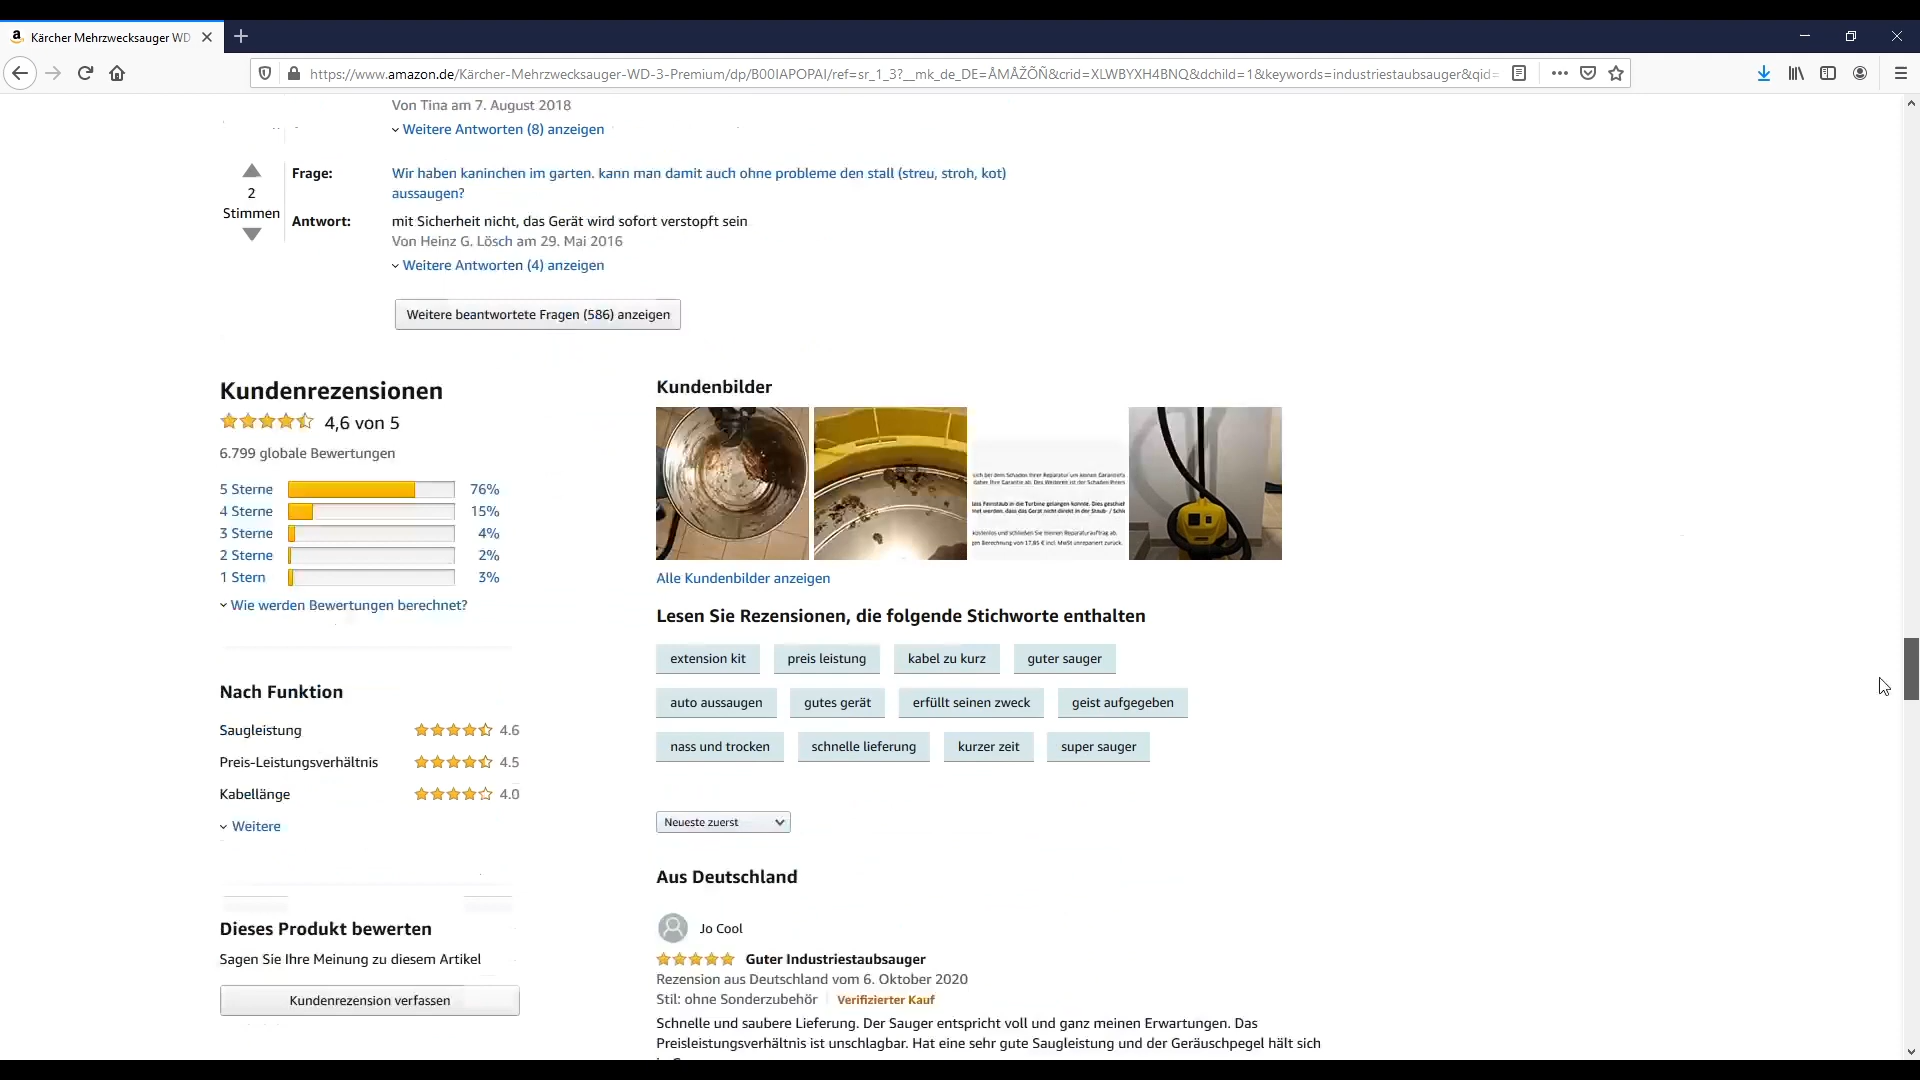 Kärcher Mehrzwecksauger WD
https://www.amazon.de/Kärcher-Mehrzwecksauger-WD-3-Premium/dp/B00IAPOPAI/ref=sr_1_3?__mk_de_DE=ÅMÅŽÕÑ&crid=XLWBYXH4BNQ&dchild=1&keywords=industriestaubsauger&qid=
Von Tina am 7. August 2018
Weitere Antworten (8) anzeigen
2
Stimmen
Frage:
Wir haben kaninchen im garten. kann man damit auch ohne probleme den stall (streu, stroh, kot)
aussaugen?
Antwort:
mit Sicherheit nicht, das Gerät wird sofort verstopft sein
Von Heinz G. Lösch am 29. Mai 2016
Weitere Antworten (4) anzeigen
Weitere beantwortete Fragen (586) anzeigen
Kundenrezensionen
4,6 von 5
6.799 globale Bewertungen
5 Sterne 76%
4 Sterne 15%
3 Sterne 4%
2 Sterne 2%
1 Stern 3%
Wie werden Bewertungen berechnet?
Nach Funktion
Saugleistung 4.6
Preis-Leistungsverhältnis 4.5
Kabellänge 4.0
Weitere
Dieses Produkt bewerten
Sagen Sie Ihre Meinung zu diesem Artikel
Kundenrezension verfassen
Kundenbilder
Alle Kundenbilder anzeigen
Lesen Sie Rezensionen, die folgende Stichworte enthalten
extension kit preis leistung kabel zu kurz guter sauger
auto aussaugen gutes gerät erfüllt seinen zweck geist aufgegeben
nass und trocken schnelle lieferung kurzer zeit super sauger
Neueste zuerst
Aus Deutschland
Jo Cool
Guter Industriestaubsauger
Rezension aus Deutschland vom 6. Oktober 2020
Stil: ohne Sonderzubehör Verifizierter Kauf
Schnelle und saubere Lieferung. Der Sauger entspricht voll und ganz meinen Erwartungen. Das
Preisleistungsverhältnis ist unschlagbar. Hat eine sehr gute Saugleistung und der Geräuschpegel hält sich